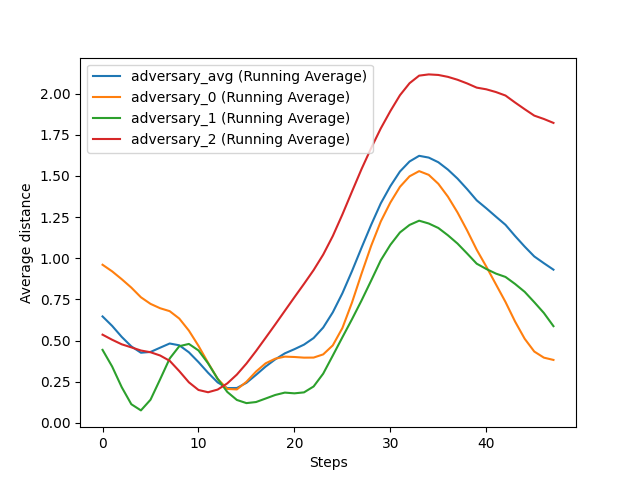 adversary_avg (Running Average)
adversary_0 (Running Average)
adversary_1 (Running Average)
adversary_2 (Running Average)
Average distance
2.00
1.75
1.50
1.25
1.00
0.75
0.50
0.25
0.00
0 10 20 30 40
Steps